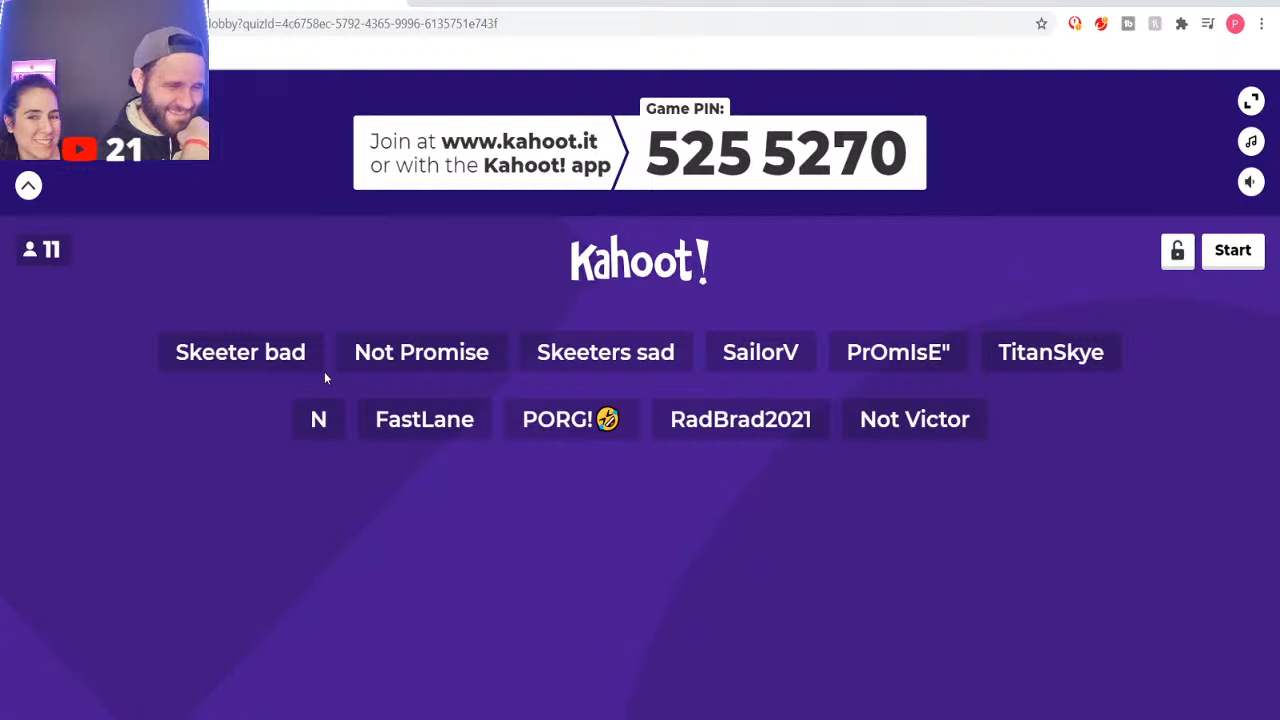 lobby?quizId=4c6758ec-5792-4365-9996-6135751e743f
P
21
Game PIN:
Join at www.kahoot.it
or with the Kahoot! app
525 5270
11
Kahoot!
Start
Skeeter bad Not Promise Skeeters sad SailorV PrOmIsE" TitanSkye
N FastLane PORG!🤣 RadBrad2021 Not Victor